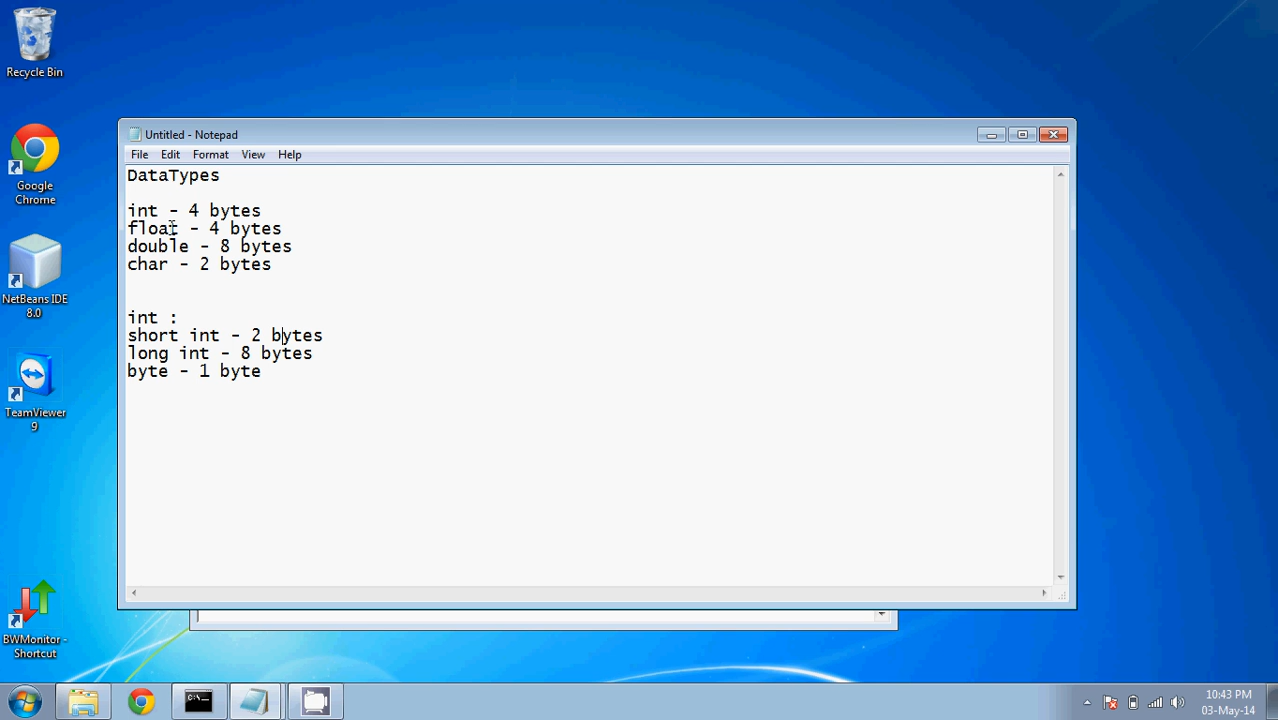 Recycle Bin
Google
Chrome
NetBeans IDE
8.0
TeamViewer
9
BWMonitor -
Shortcut
Untitled - Notepad
File Edit Format View Help
DataTypes
int - 4 bytes
float - 4 bytes
double - 8 bytes
char - 2 bytes
int :
short int - 2 bytes
long int - 8 bytes
byte - 1 byte
C:\.
10:43 PM
03-May-14